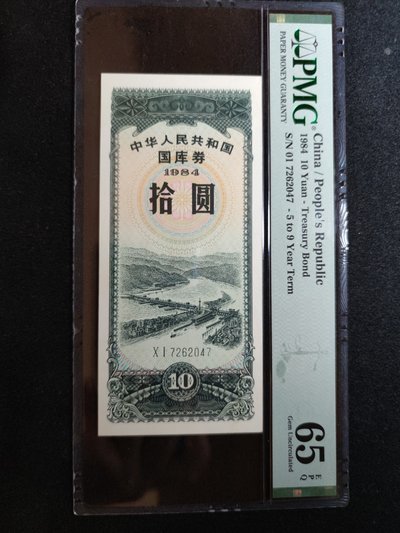 中华人民共和国
国库券
1984
拾圆
XI 7262047
10
PMG
PAPER MONEY GUARANTY
China / People's Republic
1984 10 Yuan - Treasury Bond
S/N 01 7262047 - 5 to 9 Year Term
65 EPQ
Gem Uncirculated